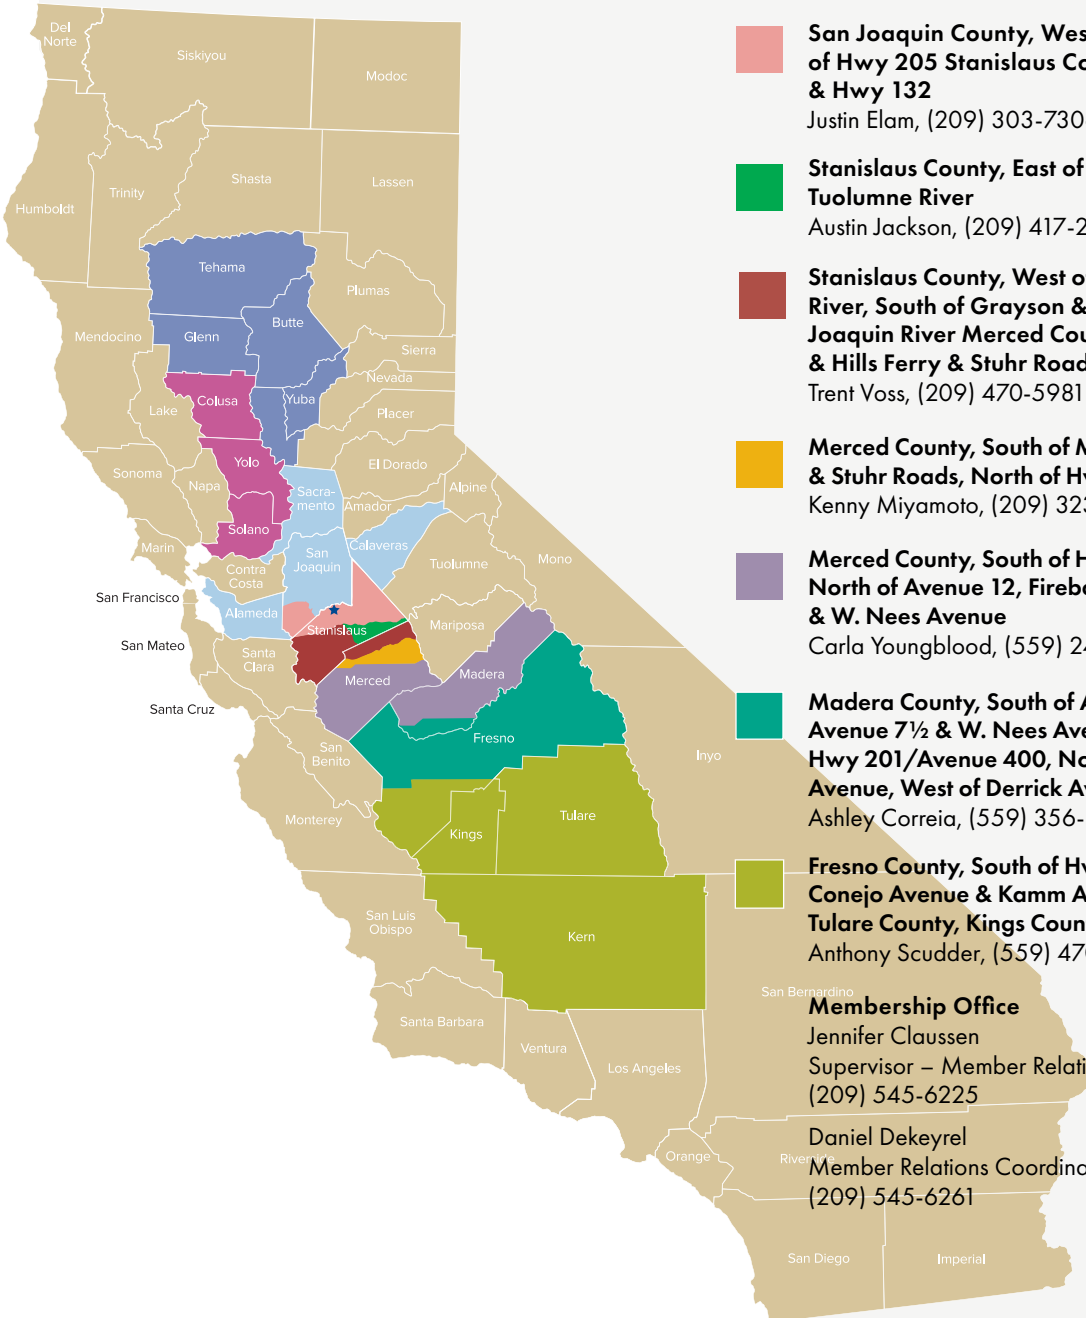 Del
Norte
Siskiyou
Modoc
Humboldt
Trinity
Shasta
Lassen
Tehama
Plumas
Mendocino
Glenn
Butte
Sierra
Nevada
Lake
Colusa
Yuba
Placer
Sonoma
Napa
Yolo
El Dorado
Sacra-
mento
Amador
Alpine
Marin
Solano
Contra
Costa
San
Joaquin
Calaveras
Tuolumne
Mono
San Francisco
Alameda
Stanislaus
Mariposa
San Mateo
Santa
Clara
Merced
Madera
Santa Cruz
San
Benito
Fresno
Inyo
Monterey
Kings
Tulare
San Luis
Obispo
Kern
San Bernardino
Santa Barbara
Ventura
Los Angeles
Orange
Riverside
San Diego
Imperial
San Joaquin County, Wes
of Hwy 205 Stanislaus Co
& Hwy 132
Justin Elam, (209) 303-730
Stanislaus County, East of
Tuolumne River
Austin Jackson, (209) 417-2
Stanislaus County, West o
River, South of Grayson &
Joaquin River Merced Cou
& Hills Ferry & Stuhr Road
Trent Voss, (209) 470-5981
Merced County, South of M
& Stuhr Roads, North of Hw
Kenny Miyamoto, (209) 323
Merced County, South of H
North of Avenue 12, Fireba
& W. Nees Avenue
Carla Youngblood, (559) 24
Madera County, South of A
Avenue 7½ & W. Nees Ave
Hwy 201/Avenue 400, No
Avenue, West of Derrick Av
Ashley Correia, (559) 356-
Fresno County, South of Hw
Conejo Avenue & Kamm A
Tulare County, Kings Coun
Anthony Scudder, (559) 470
Membership Office
Jennifer Claussen
Supervisor – Member Relati
(209) 545-6225
Daniel Dekeyrel
Member Relations Coordina
(209) 545-6261